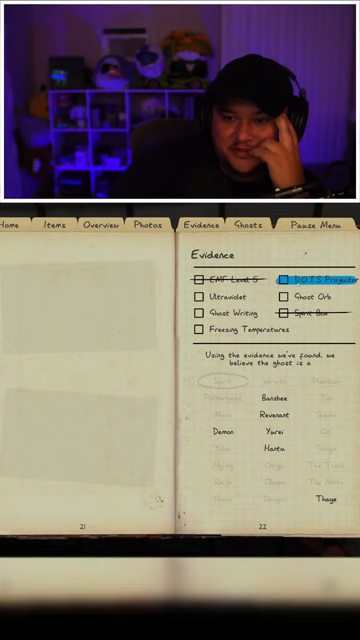 Home Items Overview Photos Evidence Ghosts Pause Menu
Evidence
EMF Level 5 D.O.T.S Projector
Ultraviolet Ghost Orb
Ghost Writing Spirit Box
Freezing Temperatures
Using the evidence we've found, we
believe the ghost is a
Spirit Wraith Phantom
Poltergeist Banshee Jinn
Mare Revenant Shade
Demon Yurei Oni
Yokai Hantu Goryo
Myling Onryo The Twins
Raiju Obake The Mimic
Moroi Deogen Thaye
21 22